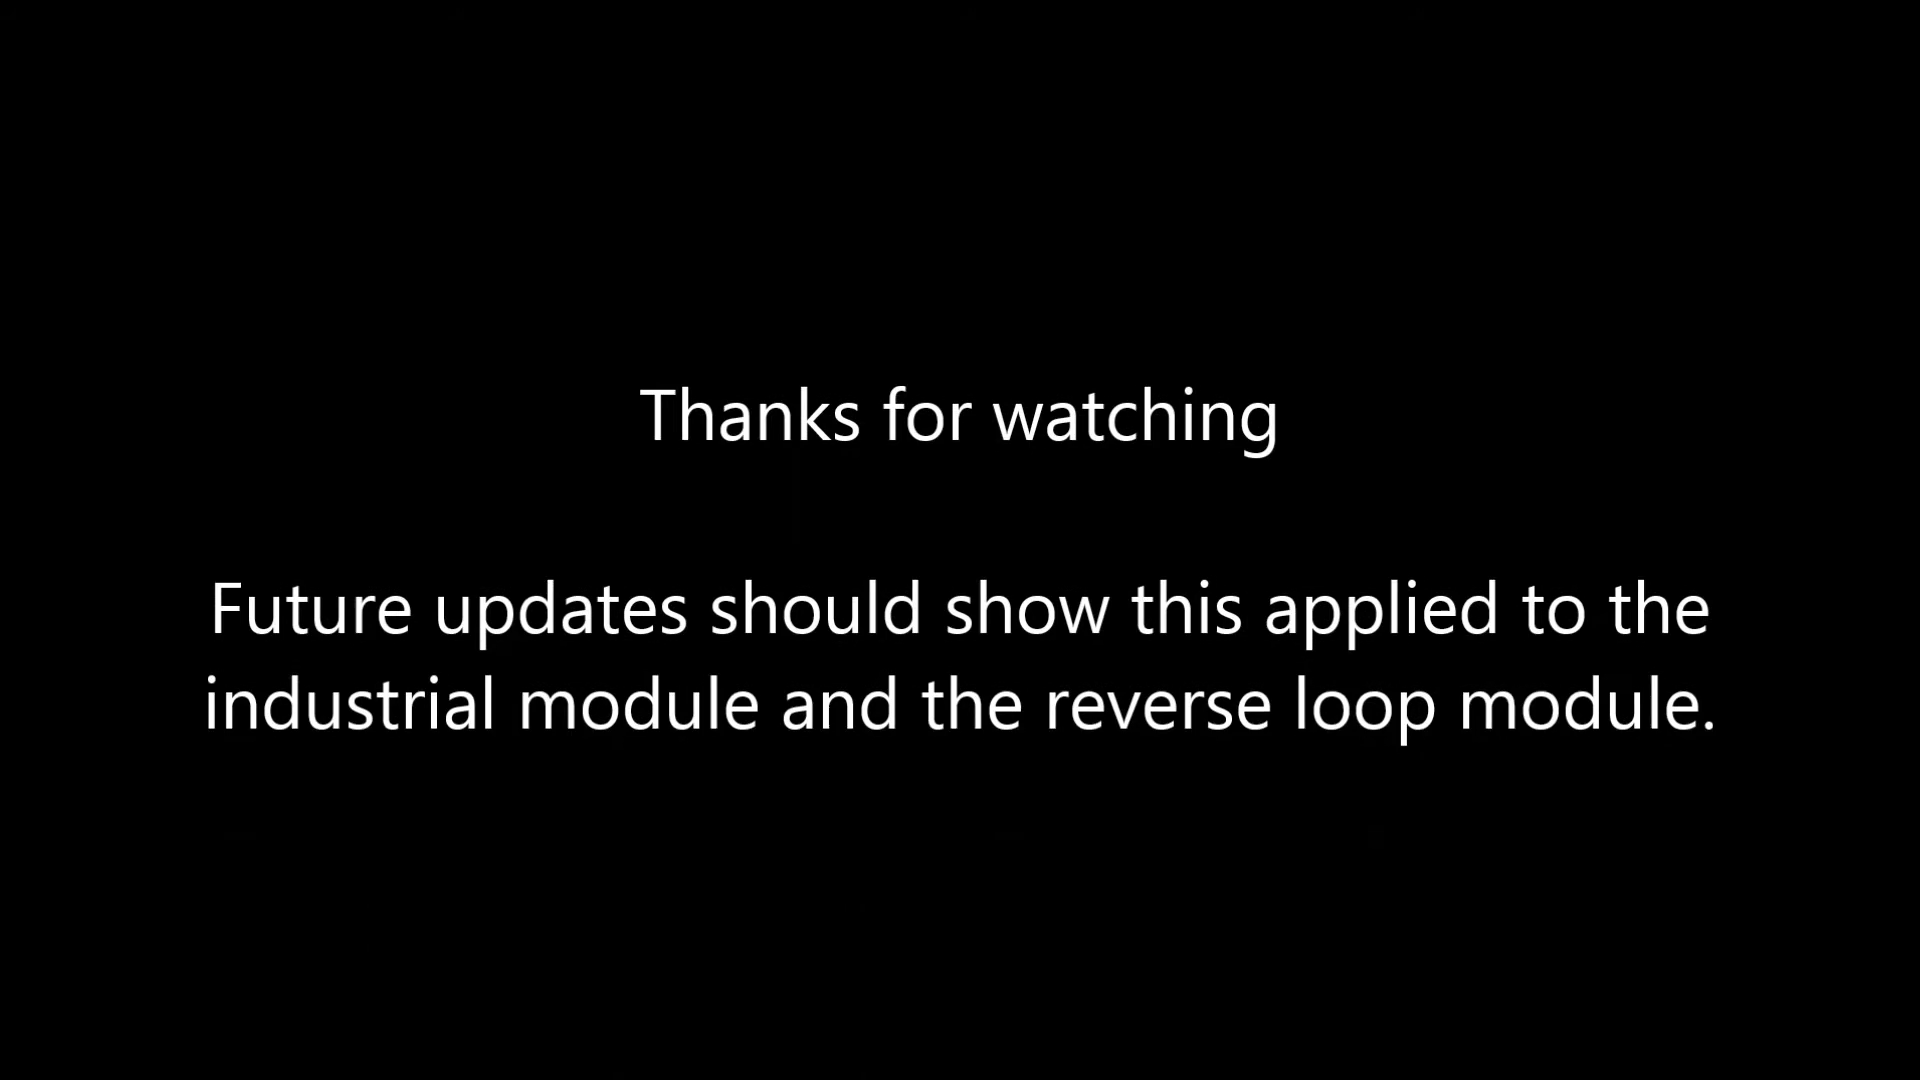 Thanks for watching
Future updates should show this applied to the
industrial module and the reverse loop module.